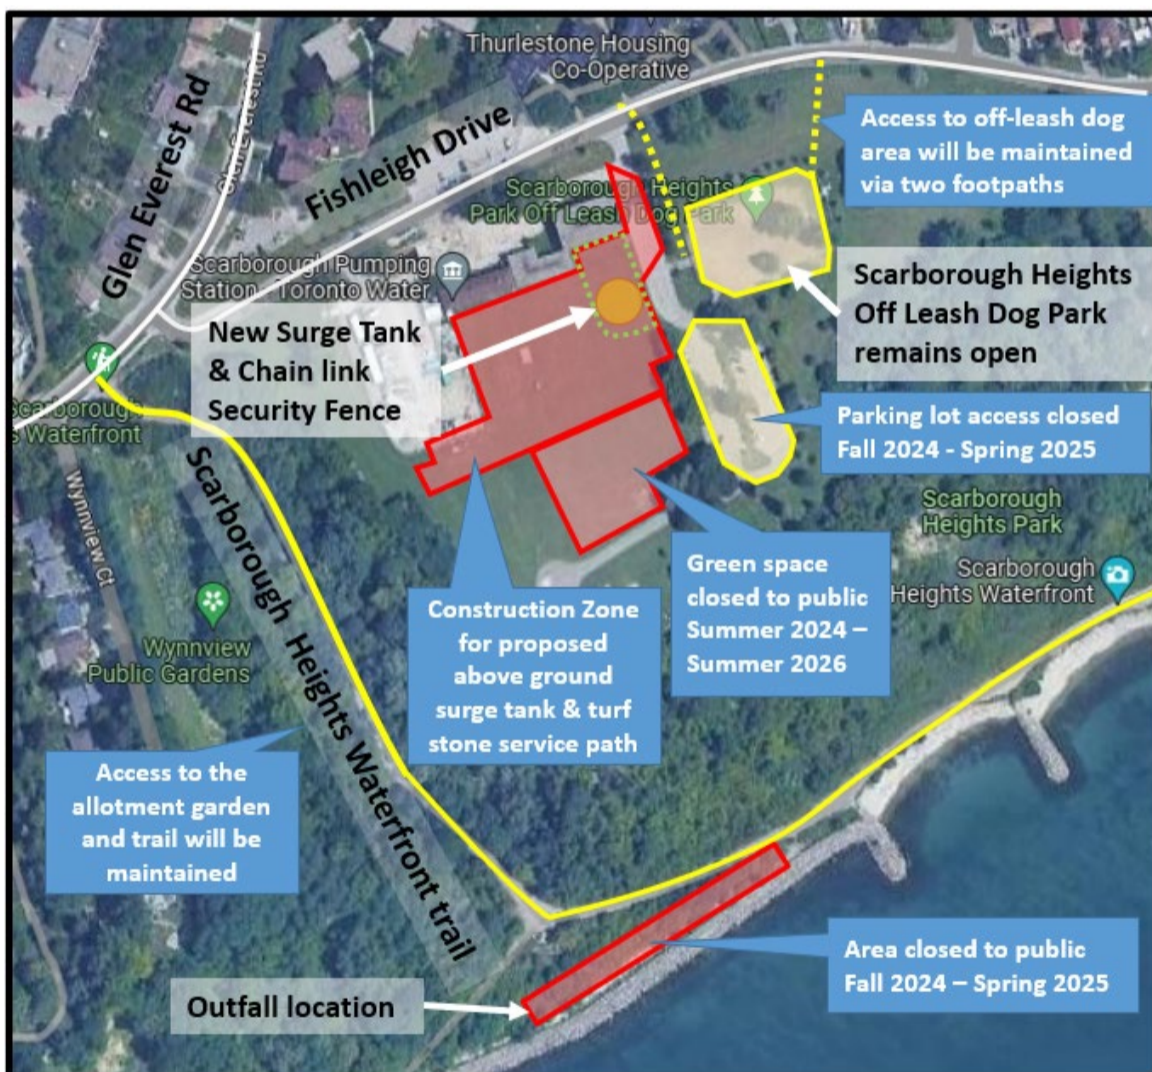 Thurlestone Housing
Co-Operative
Glen Everest Rd
Fishleigh Drive
Access to off-leash dog
area will be maintained
via two footpaths
Scarborough Heights
Park Off Leash Dog Park
Scarborough Pumping
Station - Toronto Water
Scarborough Heights
Off Leash Dog Park
remains open
New Surge Tank
& Chain link
Security Fence
Scarborough
s Waterfront
Parking lot access closed
Fall 2024 - Spring 2025
Wynnview Ct
Scarborough Heights Waterfront trail
Scarborough
Heights Park
Scarborough
Heights Waterfront
Green space
closed to public
Summer 2024 –
Summer 2026
Construction Zone
for proposed
above ground
surge tank & turf
stone service path
Wynnview
Public Gardens
Access to the
allotment garden
and trail will be
maintained
Area closed to public
Fall 2024 – Spring 2025
Outfall location